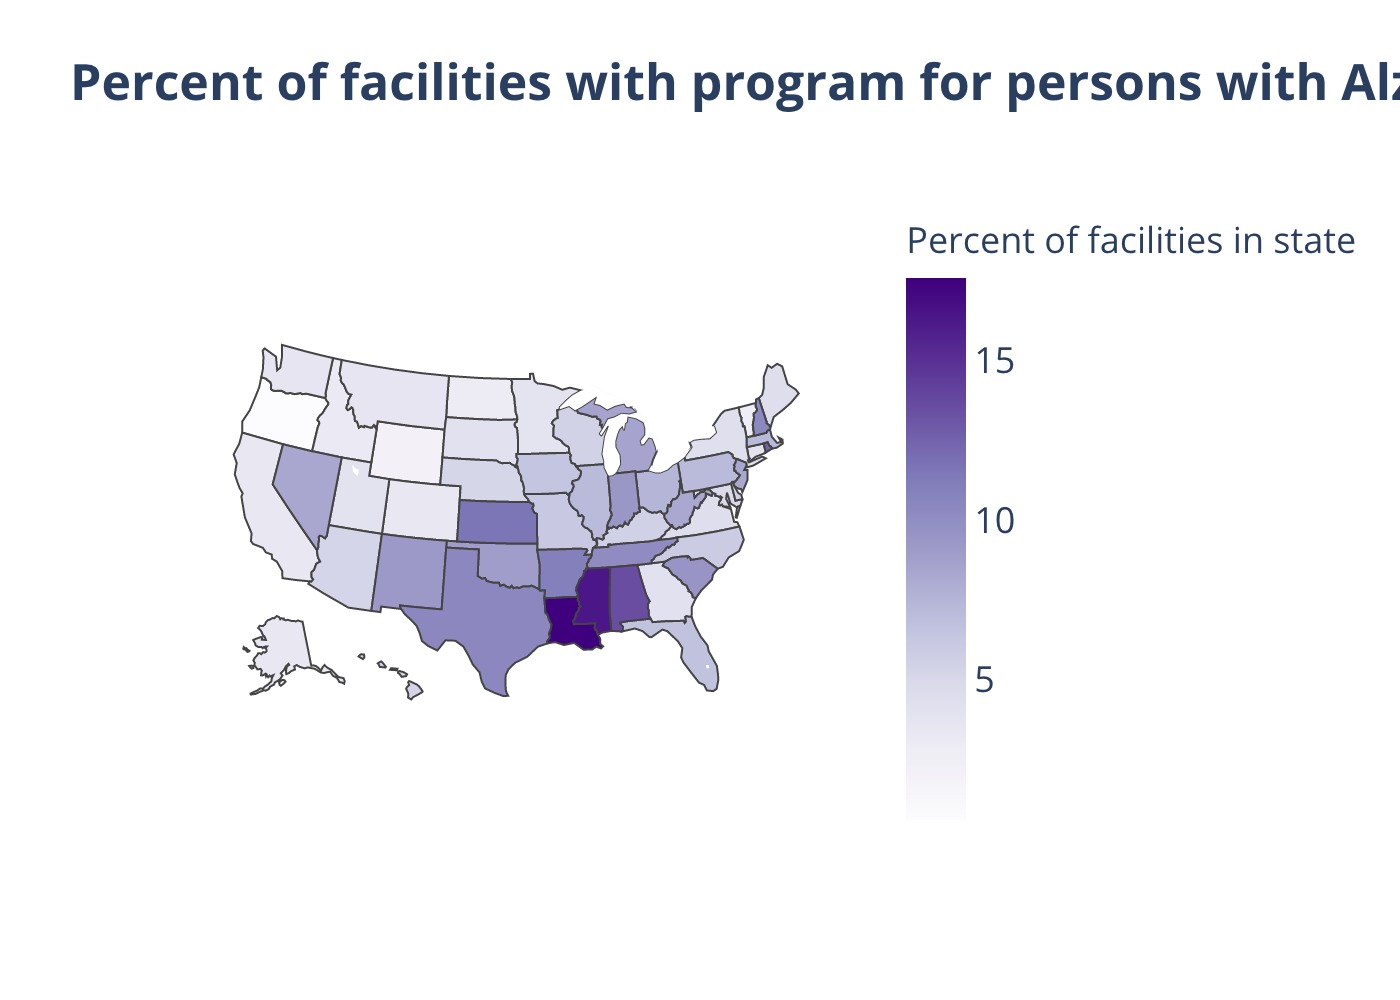 Percent of facilities with program for persons with Alz
Percent of facilities in state
15
10
5